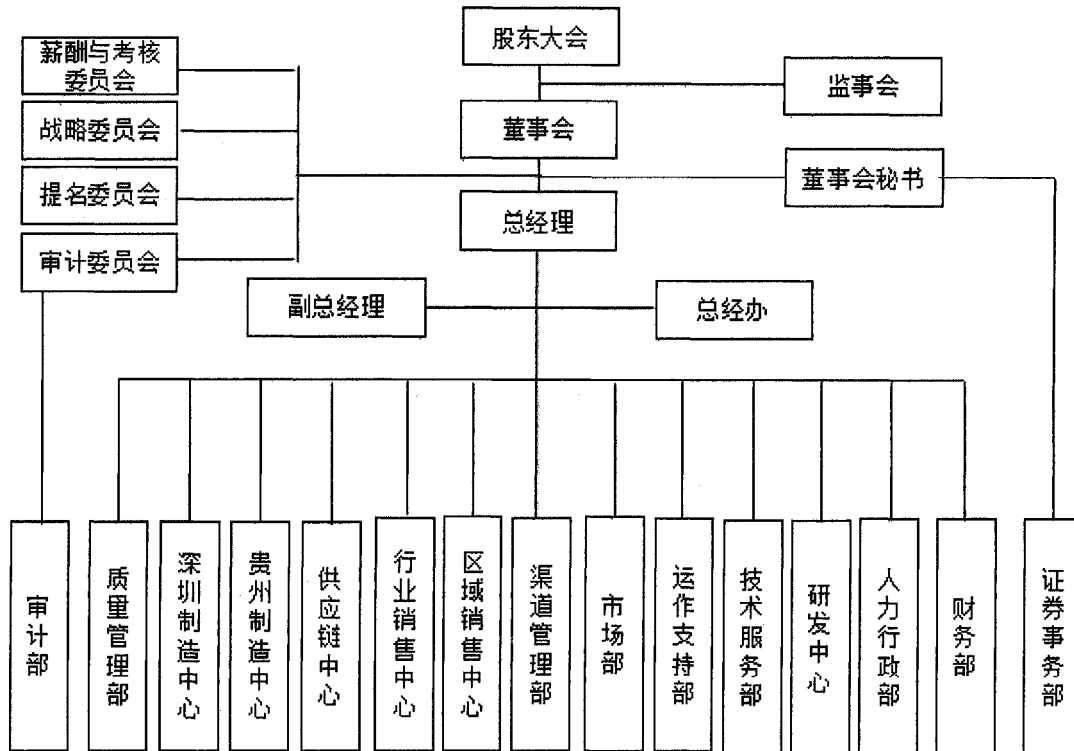 股东大会
薪酬与考核
委员会
监事会
战略委员会
董事会
提名委员会
董事会秘书
总经理
审计委员会
副总经理
总经办
审计部
质量管理部
深圳制造中心
贵州制造中心
供应链中心
行业销售中心
区域销售中心
渠道管理部
市场部
运作支持部
技术服务部
研发中心
人力行政部
财务部
证券事务部